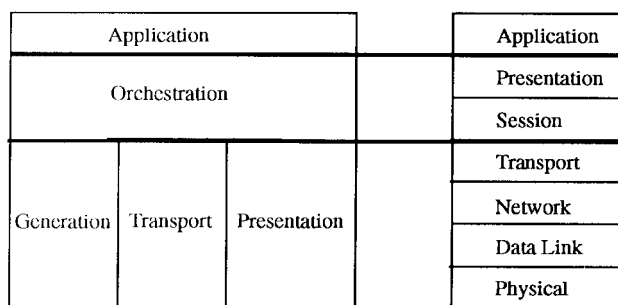 Application
Orchestration
Generation Transport Presentation
Application
Presentation
Session
Transport
Network
Data Link
Physical